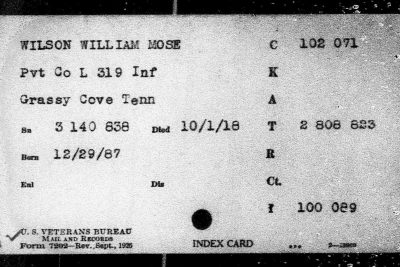 WILSON WILLIAM MOSE C 102 071
Pvt Co L 319 Inf K
Grassy Cove Tenn A
Sn 3 140 838 Died 10/1/18 T 2 808 823
Born 12/29/87 R
Enl Dis Ct.
I 100 089
U. S. VETERANS BUREAU
MAIL AND RECORDS
Form 7202—Rev., Sept., 1926 INDEX CARD